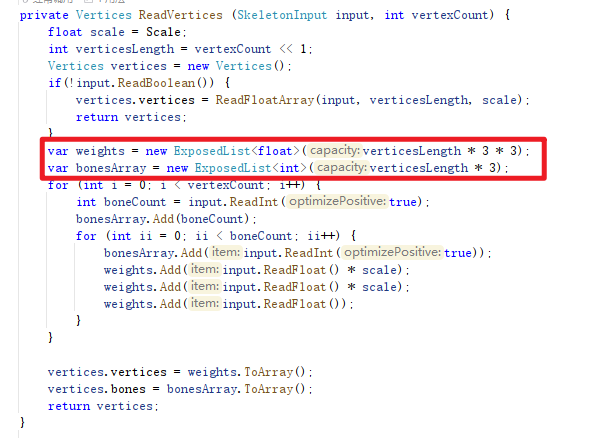 private Vertices ReadVertices (SkeletonInput input, int vertexCount) {
float scale = Scale;
int verticesLength = vertexCount << 1;
Vertices vertices = new Vertices();
if(!input.ReadBoolean()) {
vertices.vertices = ReadFloatArray(input, verticesLength, scale);
return vertices;
}
var weights = new ExposedList<float>(capacity:verticesLength * 3 * 3);
var bonesArray = new ExposedList<int>(capacity:verticesLength * 3);
for (int i = 0; i < vertexCount; i++) {
int boneCount = input.ReadInt(optimizePositive:true);
bonesArray.Add(boneCount);
for (int ii = 0; ii < boneCount; ii++) {
bonesArray.Add(item:input.ReadInt(optimizePositive:true));
weights.Add(item:input.ReadFloat() * scale);
weights.Add(item:input.ReadFloat() * scale);
weights.Add(item:input.ReadFloat());
}
}
vertices.vertices = weights.ToArray();
vertices.bones = bonesArray.ToArray();
return vertices;
}